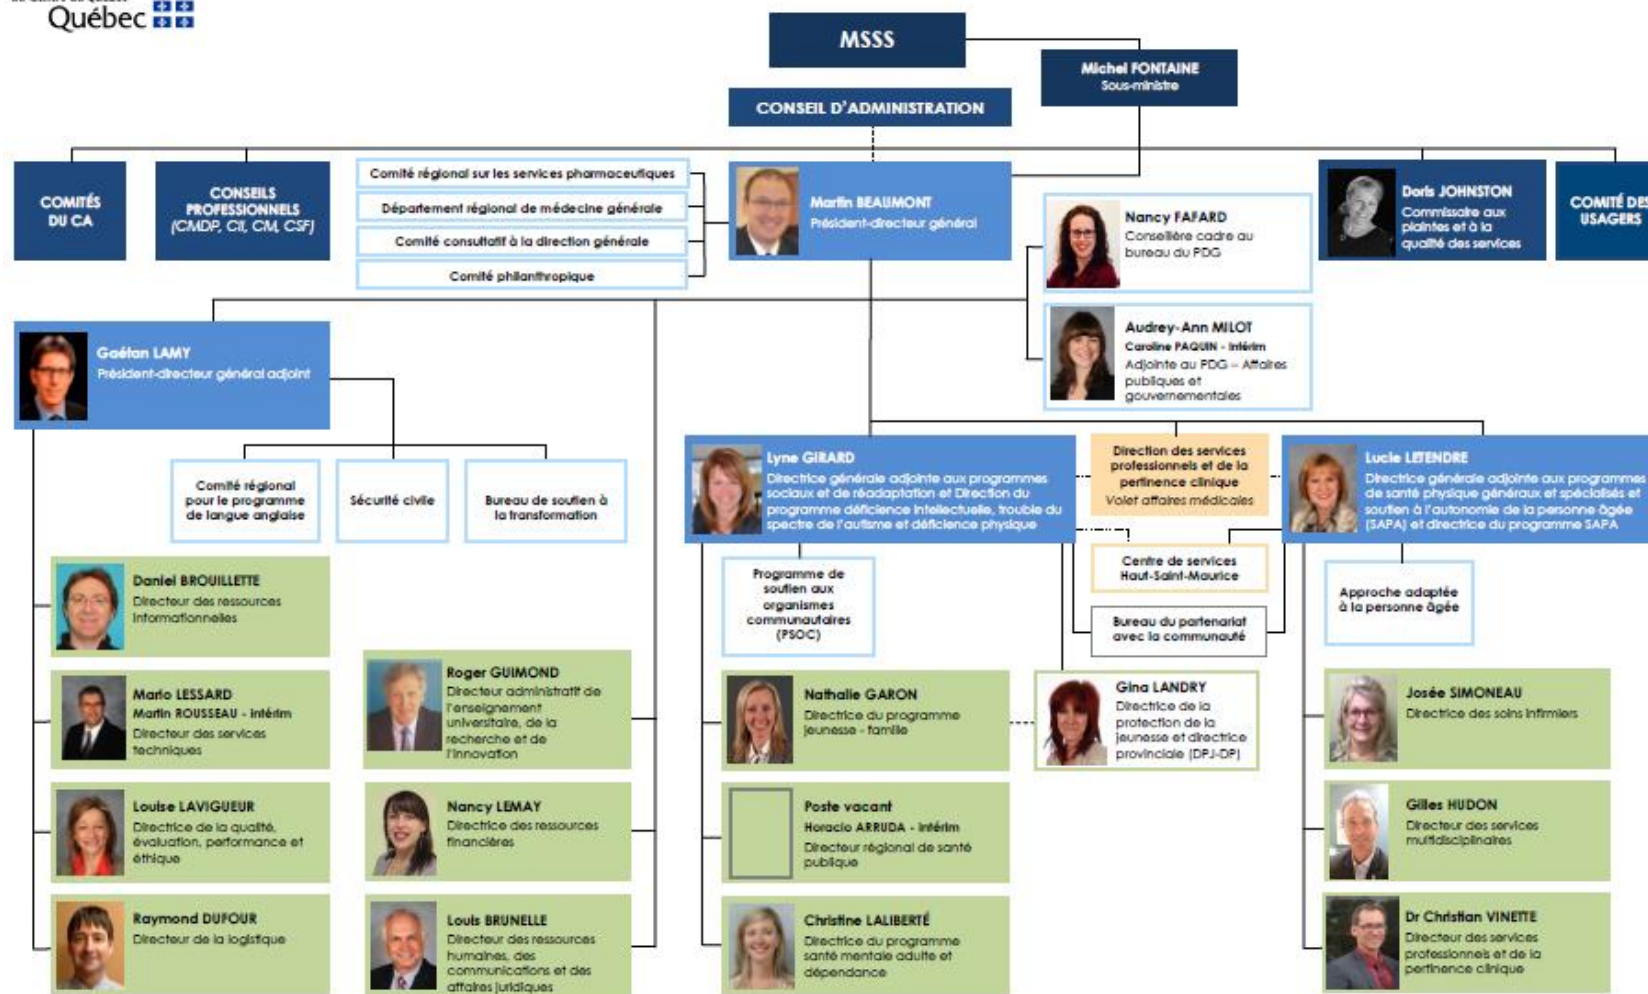 Québec
MSSS
Michel FONTAINE
Sous-ministre
CONSEIL D'ADMINISTRATION
COMITÉS
DU CA
CONSEILS
PROFESSIONNELS
(CMDP, CII, CM, CSF)
Comité régional sur les services pharmaceutiques
Département régional de médecine générale
Comité consultatif à la direction générale
Comité philanthropique
Martin BEAUMONT
Président-directeur général
Nancy FAFARD
Conseillère cadre au
bureau du PDG
Doris JOHNSTON
Commissaire aux
plaintes et à la
qualité des services
COMITÉ DES
USAGERS
Audrey-Ann MILOT
Caroline PAQUIN - Intérim
Adjointe au PDG – Affaires
publiques et
gouvernementales
Gaétan LAMY
Président-directeur général adjoint
Comité régional
pour le programme
de langue anglaise
Sécurité civile
Bureau de soutien à
la transformation
Lyne GIRARD
Directrice générale adjointe aux programmes
sociaux et de réadaptation et Direction du
programme déficience intellectuelle, trouble du
spectre de l'autisme et déficience physique
Direction des services
professionnels et de la
pertinence clinique
Volet affaires médicales
Lucie LETENDRE
Directrice générale adjointe aux programmes
de santé physique généraux et spécialisés et
soutien à l'autonomie de la personne âgée
(SAPA) et directrice du programme SAPA
Programme de
soutien aux
organismes
communautaires
(PSOC)
Centre de services
Haut-Saint-Maurice
Bureau du partenariat
avec la communauté
Approche adaptée
à la personne âgée
Daniel BROUILLETTE
Directeur des ressources
informationnelles
Mario LESSARD
Martin ROUSSEAU - intérim
Directeur des services
techniques
Louise LAVIGUEUR
Directrice de la qualité,
évaluation, performance et
éthique
Raymond DUFOUR
Directeur de la logistique
Roger GUIMOND
Directeur administratif de
l'enseignement
universitaire, de la
recherche et de
l'innovation
Nancy LEMAY
Directrice des ressources
financières
Louis BRUNELLE
Directeur des ressources
humaines, des
communications et des
affaires juridiques
Nathalie GARON
Directrice du programme
jeunesse - famille
Gina LANDRY
Directrice de la
protection de la
jeunesse et directrice
provinciale (DPJ-DP)
Poste vacant
Horacio ARRUDA - Intérim
Directeur régional de santé
publique
Christine LALIBERTÉ
Directrice du programme
santé mentale adulte et
dépendance
Josée SIMONEAU
Directrice des soins infirmiers
Gilles HUDON
Directeur des services
multidisciplinaires
Dr Christian VINETTE
Directeur des services
professionnels et de la
pertinence clinique